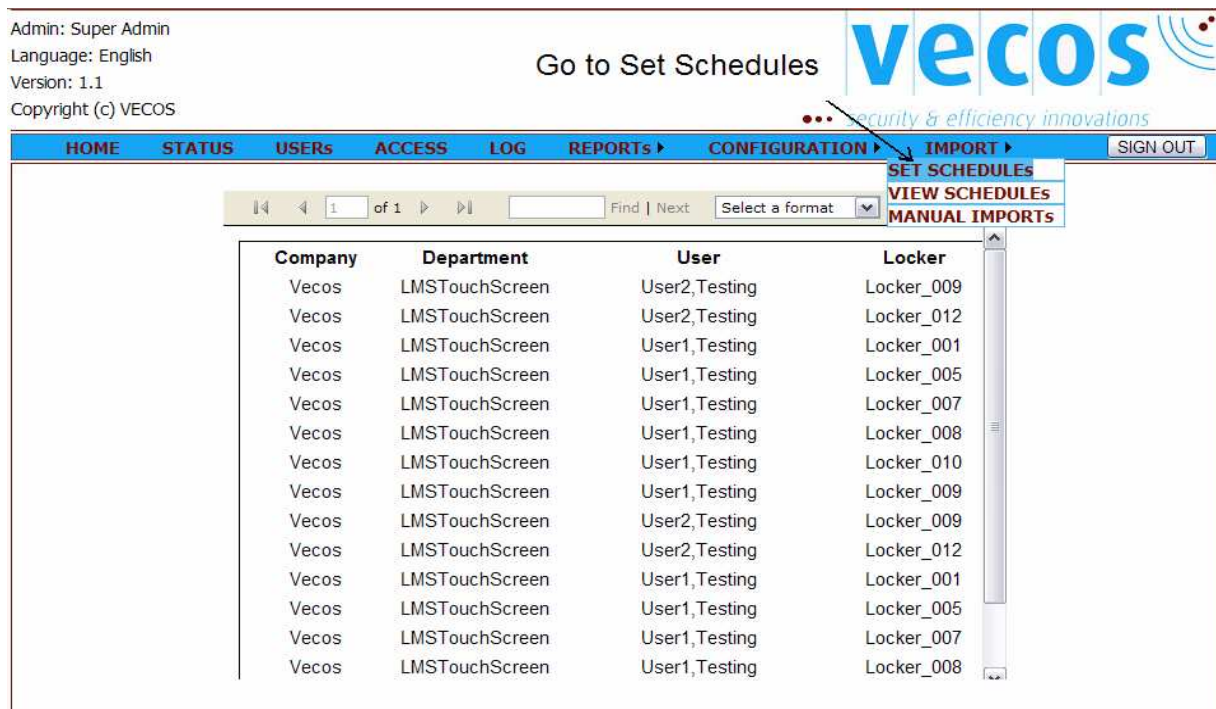 Admin: Super Admin
Language: English
Version: 1.1
Copyright (c) VECOS
Go to Set Schedules
vecos
security & efficiency innovations
HOME STATUS USERs ACCESS LOG REPORTs CONFIGURATION IMPORT SIGN OUT
SET SCHEDULEs
VIEW SCHEDULEs
MANUAL IMPORTs
1 of 1 Find | Next Select a format
Company Department User Locker
Vecos LMSTouchScreen User2,Testing Locker_009
Vecos LMSTouchScreen User2,Testing Locker_012
Vecos LMSTouchScreen User1,Testing Locker_001
Vecos LMSTouchScreen User1,Testing Locker_005
Vecos LMSTouchScreen User1,Testing Locker_007
Vecos LMSTouchScreen User1,Testing Locker_008
Vecos LMSTouchScreen User1,Testing Locker_010
Vecos LMSTouchScreen User1,Testing Locker_009
Vecos LMSTouchScreen User2,Testing Locker_009
Vecos LMSTouchScreen User2,Testing Locker_012
Vecos LMSTouchScreen User1,Testing Locker_001
Vecos LMSTouchScreen User1,Testing Locker_005
Vecos LMSTouchScreen User1,Testing Locker_007
Vecos LMSTouchScreen User1,Testing Locker_008